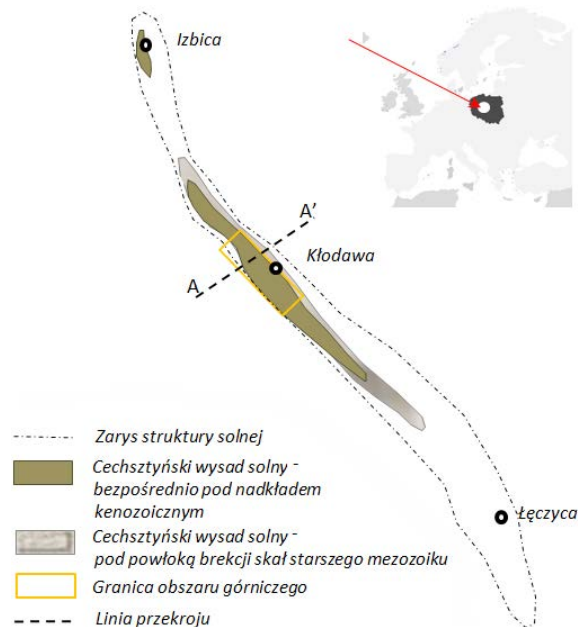 Izbica
A'
Kłodawa
A
Zarys struktury solnej
Cechsztyński wysad solny -
bezpośrednio pod nadkładem
kenozoicznym
Łęczyca
Cechsztyński wysad solny -
pod powłoką brekcji skał starszego mezozoiku
Granica obszaru górniczego
Linia przekroju